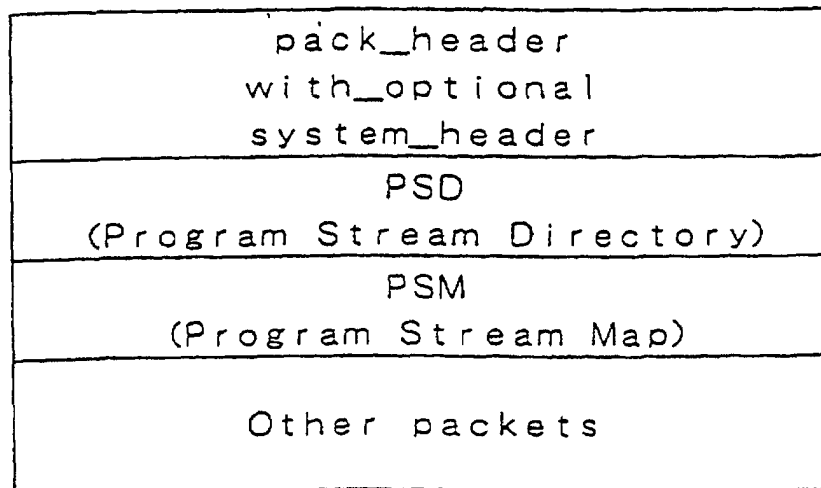 pack_header
with_optional
system_header
PSD
(Program Stream Directory)
PSM
(Program Stream Map)
Other packets